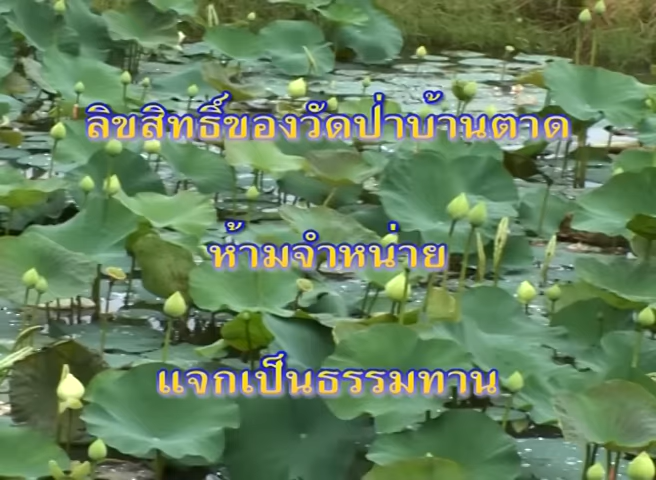 ลิขสิทธิ์ของวัดป่าบ้านตาด
ห้ามจำหน่าย
แจกเป็นธรรมทาน